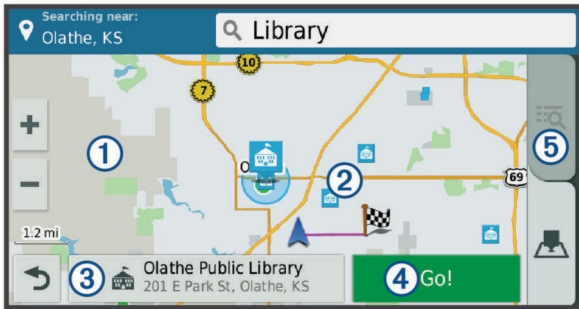 Searching near:
Olathe, KS
Library
10
7
+
1
5
O
2
69
−
1.2 mi
3
Olathe Public Library
201 E Park St, Olathe, KS
4
Go!